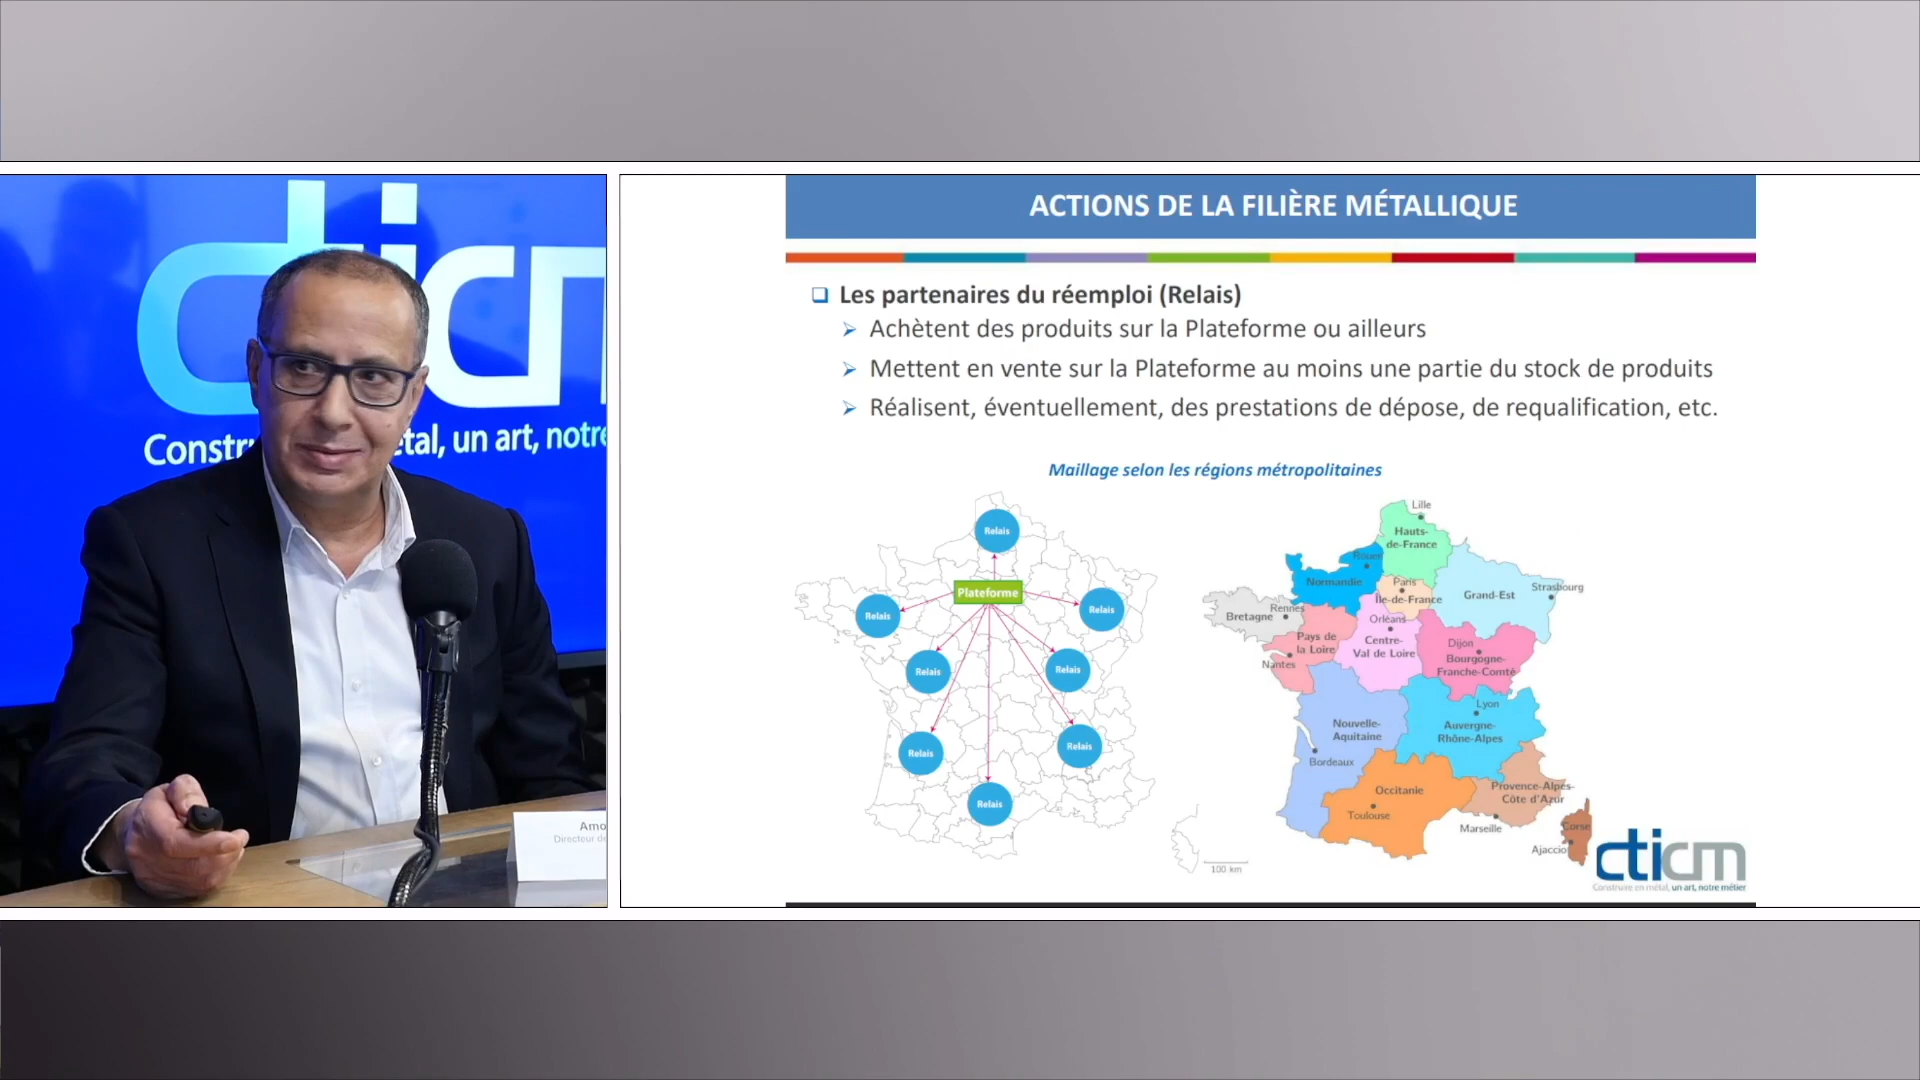 cticm
Constr étal, un art, notre
Amo
Directeur de
ACTIONS DE LA FILIÈRE MÉTALLIQUE
Les partenaires du réemploi (Relais)
Achètent des produits sur la Plateforme ou ailleurs
Mettent en vente sur la Plateforme au moins une partie du stock de produits
Réalisent, éventuellement, des prestations de dépose, de requalification, etc.
Maillage selon les régions métropolitaines
Relais
Plateforme
Relais
Relais
Relais
Relais
Relais
Relais
Relais
100 km
Lille
Hauts-
de-France
Rouen
Normandie
Paris
Île-de-France
Grand-Est
Strasbourg
Bretagne
Rennes
Orléans
Pays de
la Loire
Centre-
Val de Loire
Dijon
Bourgogne-
Franche-Comté
Nantes
Lyon
Nouvelle-
Aquitaine
Auvergne-
Rhône-Alpes
Bordeaux
Occitanie
Provence-Alpes-
Côte d'Azur
Toulouse
Marseille
Corse
Ajaccio
cticm
Construire en métal, un art, notre métier